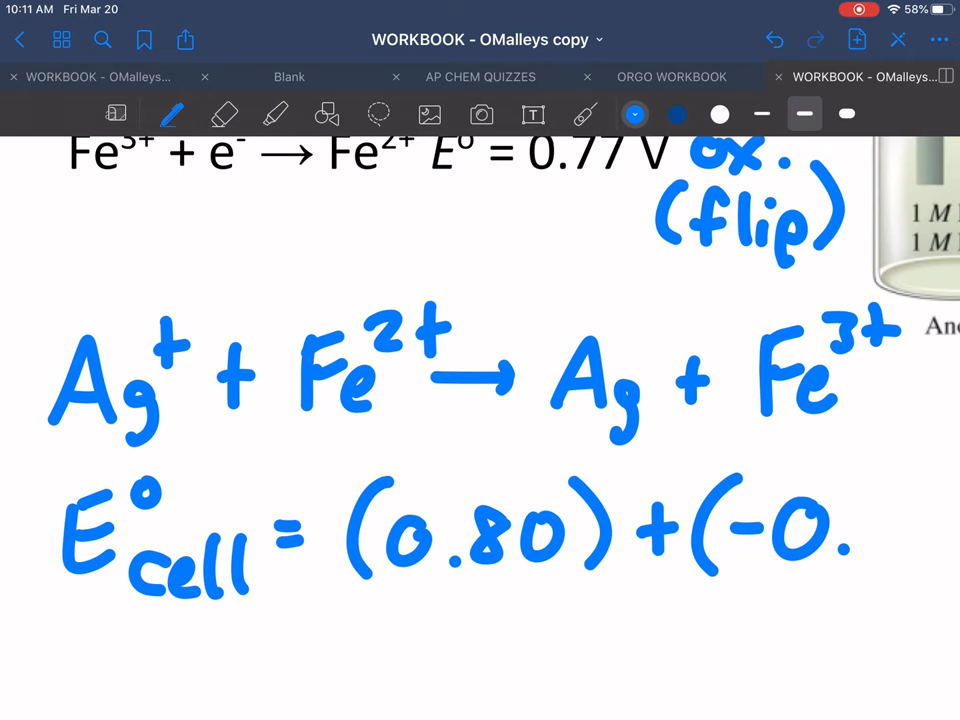 10:11 AM Fri Mar 20
58%
WORKBOOK - OMalleys copy
WORKBOOK - OMalleys...
Blank
AP CHEM QUIZZES
ORGO WORKBOOK
WORKBOOK - OMalleys...
Fe³⁺ + e⁻ → Fe²⁺ E° = 0.77 V ox.
(flip)
1 M
1 M
Ag⁺ + Fe²⁺ → Ag + Fe³⁺
E°cell = (0.80) + (-0.